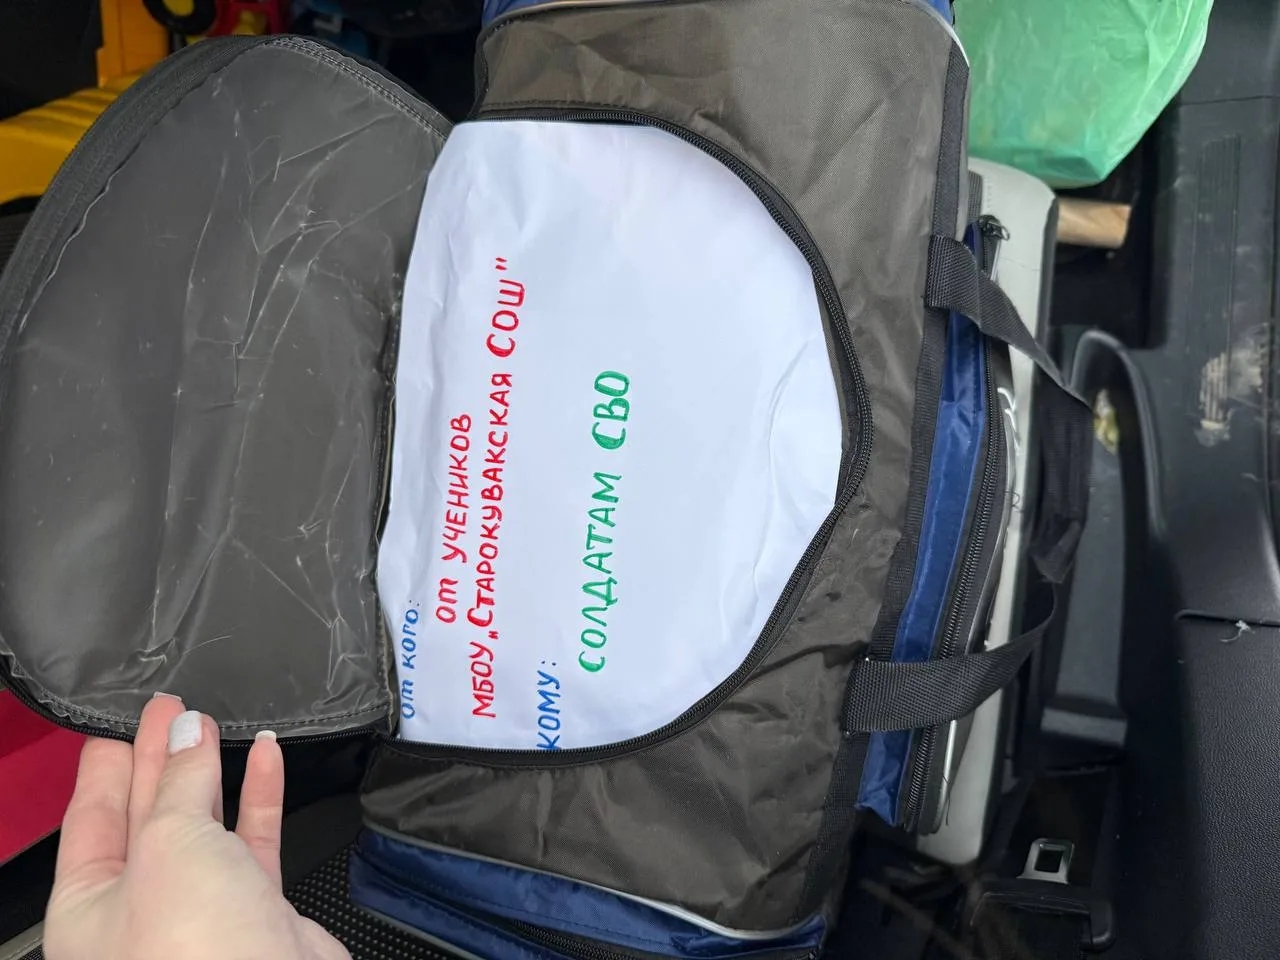 от кого:
от учеников
МБОУ „Старокувакская СОШ"
кому:
солдатам СВО